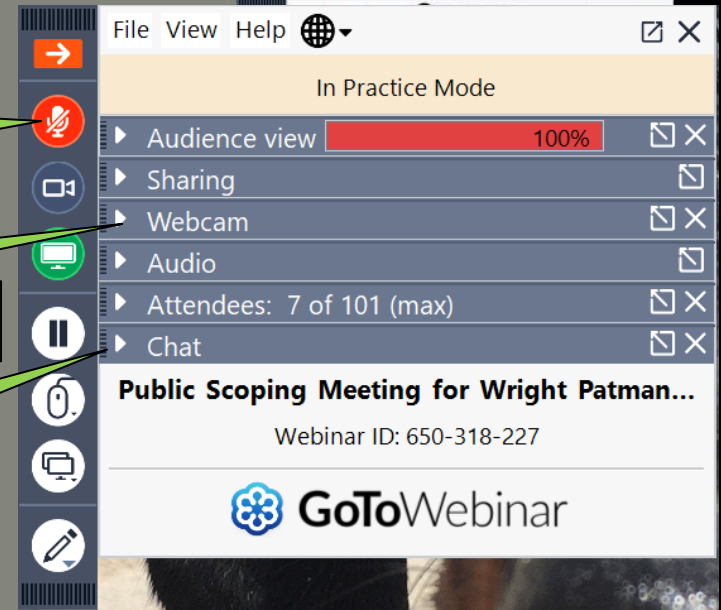 File View Help
In Practice Mode
Audience view 100%
Sharing
Webcam
Audio
Attendees: 7 of 101 (max)
Chat
Public Scoping Meeting for Wright Patman...
Webinar ID: 650-318-227
GoToWebinar